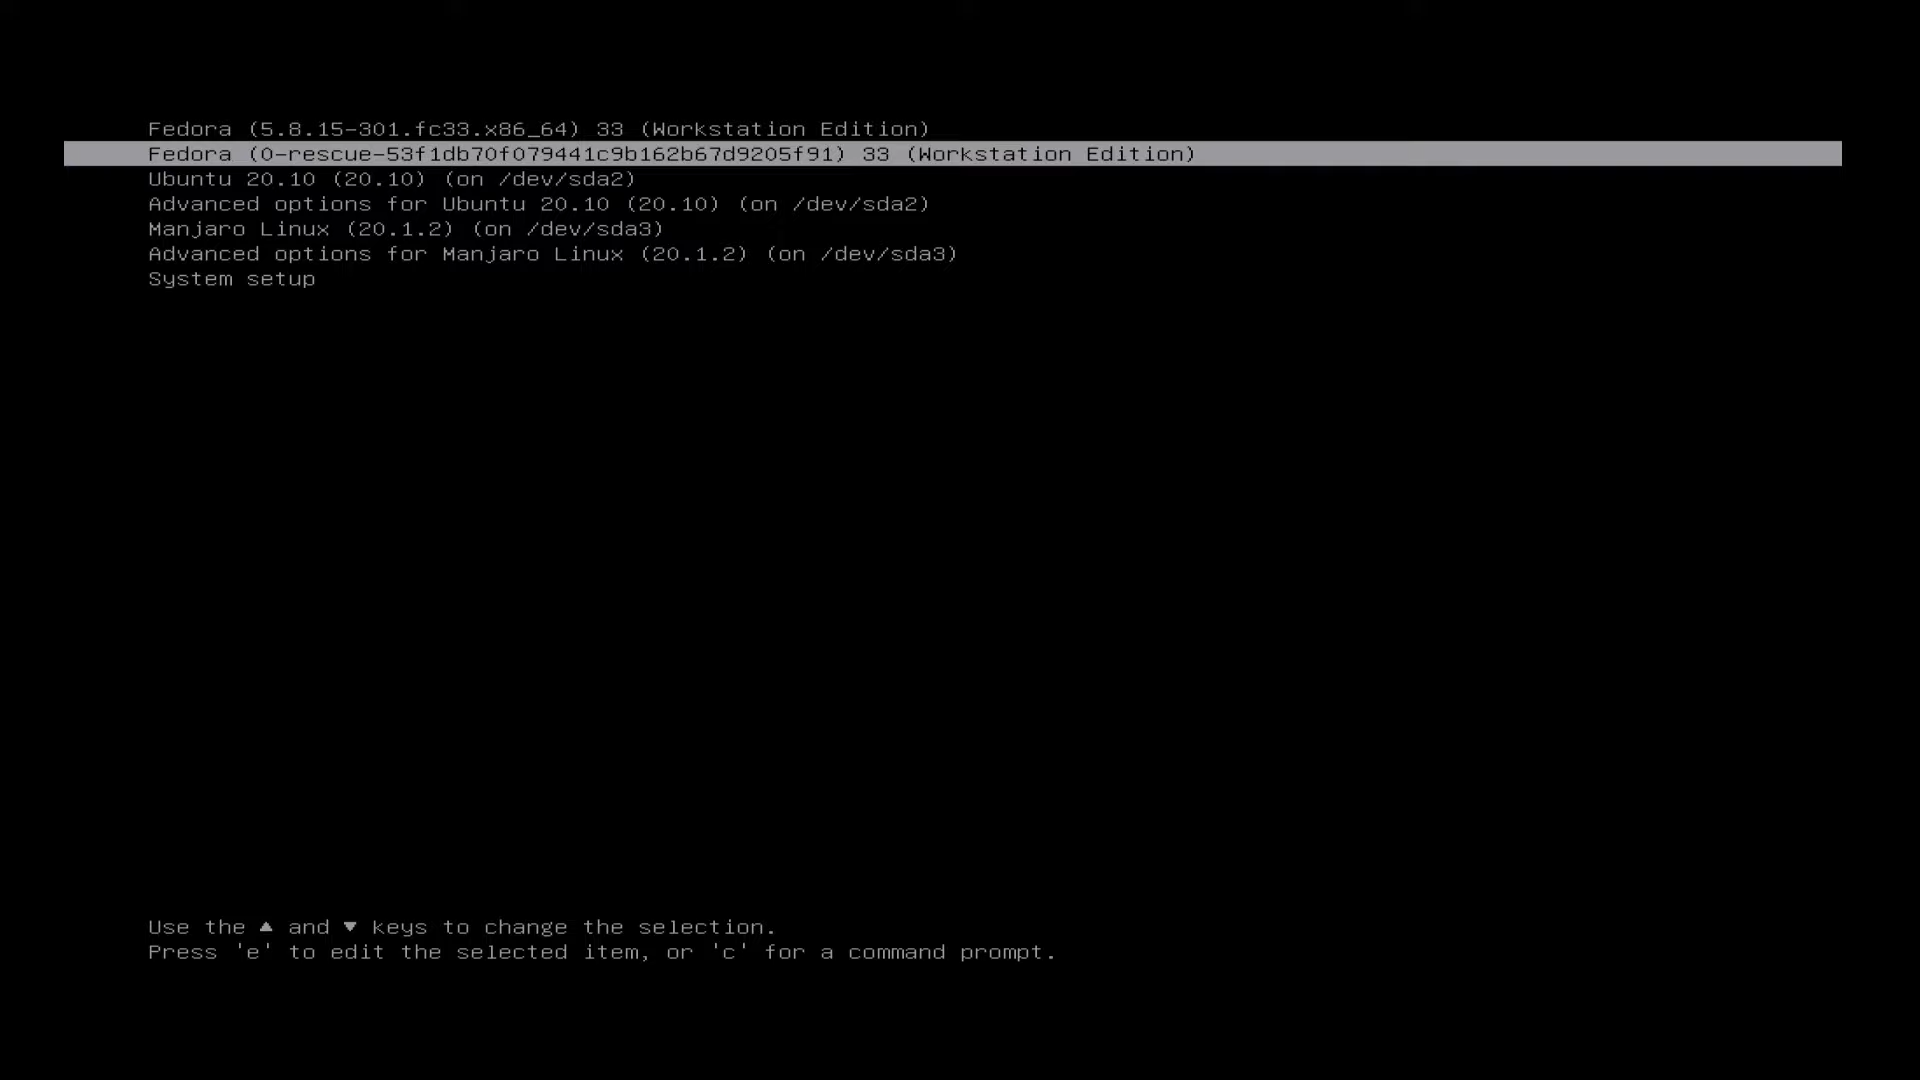 Fedora (5.8.15-301.fc33.x86_64) 33 (Workstation Edition)
Fedora (0-rescue-53f1db70f079441c9b162b67d9205f91) 33 (Workstation Edition)
Ubuntu 20.10 (20.10) (on /dev/sda2)
Advanced options for Ubuntu 20.10 (20.10) (on /dev/sda2)
Manjaro Linux (20.1.2) (on /dev/sda3)
Advanced options for Manjaro Linux (20.1.2) (on /dev/sda3)
System setup
Use the ▲ and ▼ keys to change the selection.
Press 'e' to edit the selected item, or 'c' for a command prompt.